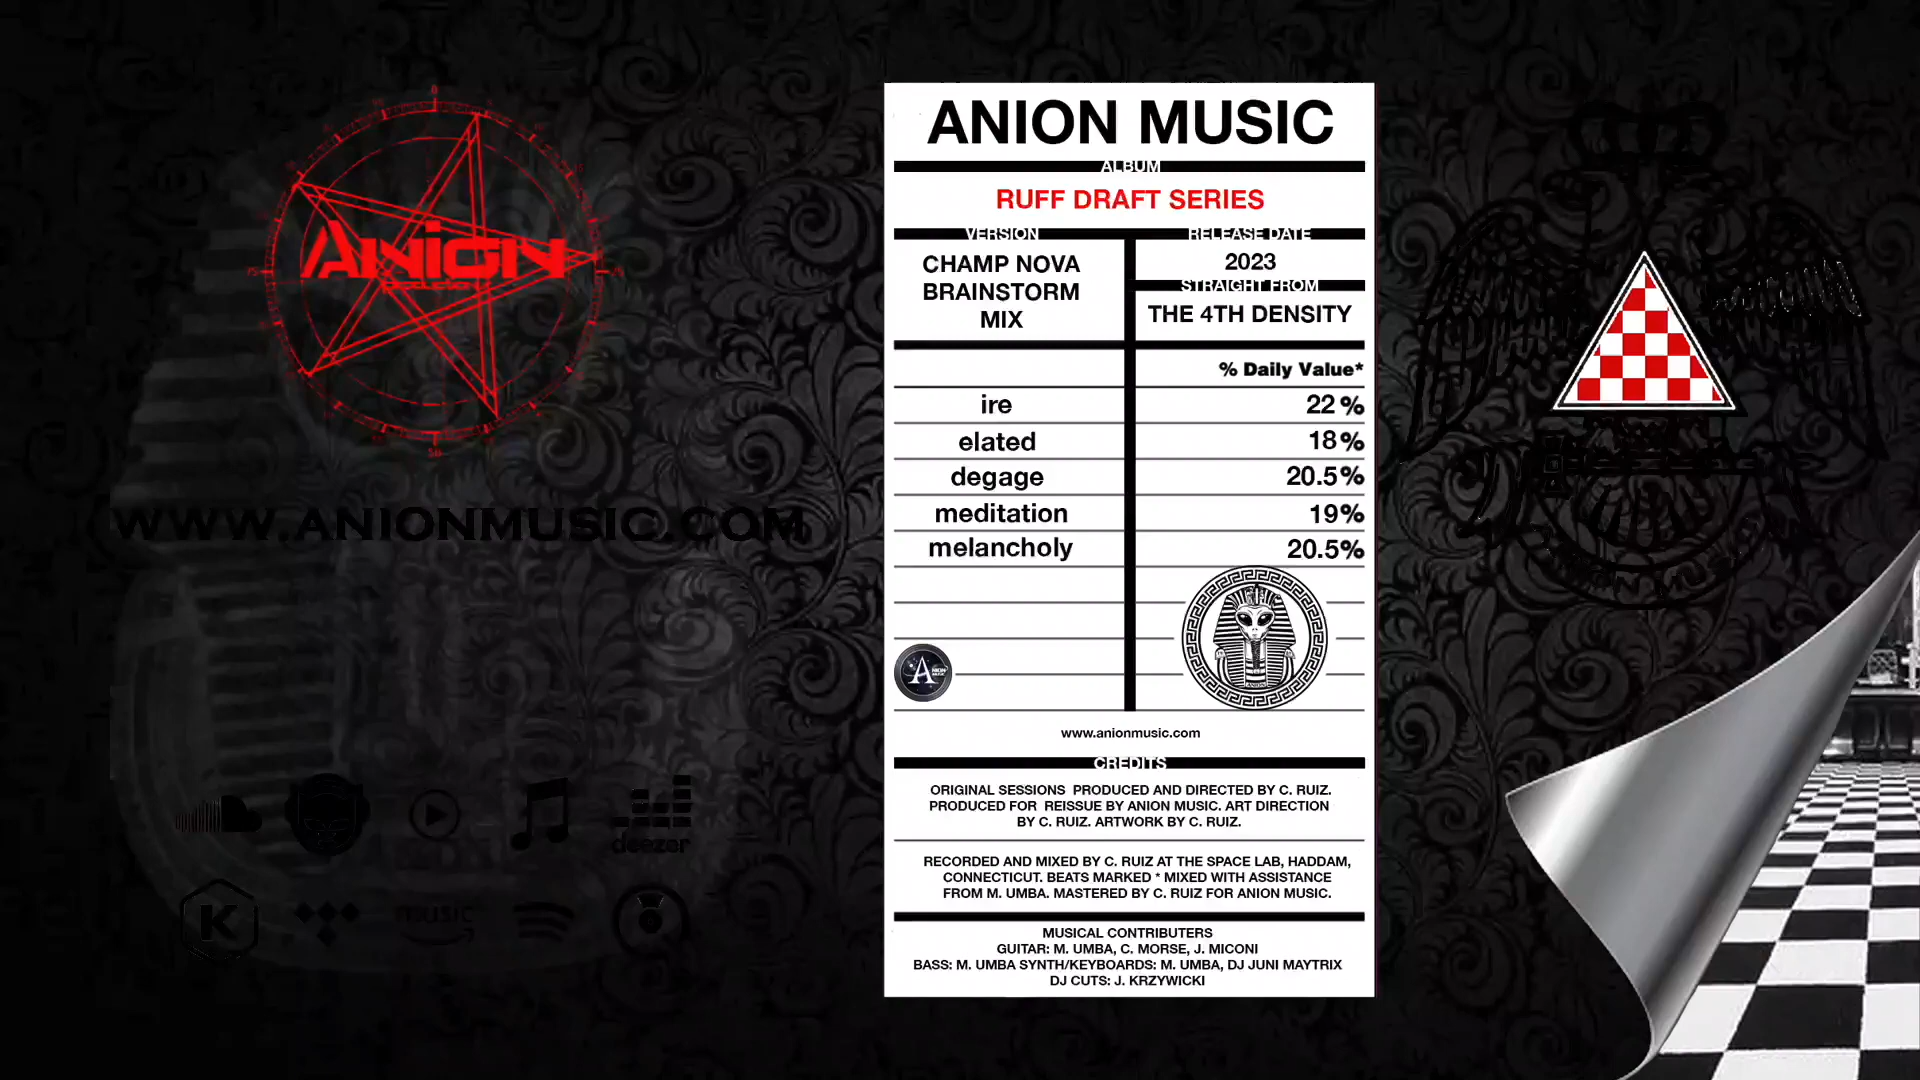 ANION
WWW.ANIONMUSIC.COM
deezer
K
music
ANION MUSIC
ALBUM
RUFF DRAFT SERIES
VERSION
CHAMP NOVA
BRAINSTORM
MIX
RELEASE DATE
2023
STRAIGHT FROM
THE 4TH DENSITY
% Daily Value*
ire 22%
elated 18%
degage 20.5%
meditation 19%
melancholy 20.5%
www.anionmusic.com
CREDITS
ORIGINAL SESSIONS PRODUCED AND DIRECTED BY C. RUIZ.
PRODUCED FOR REISSUE BY ANION MUSIC. ART DIRECTION
BY C. RUIZ. ARTWORK BY C. RUIZ.
RECORDED AND MIXED BY C. RUIZ AT THE SPACE LAB, HADDAM,
CONNECTICUT. BEATS MARKED * MIXED WITH ASSISTANCE
FROM M. UMBA. MASTERED BY C. RUIZ FOR ANION MUSIC.
MUSICAL CONTRIBUTERS
GUITAR: M. UMBA, C. MORSE, J. MICONI
BASS: M. UMBA SYNTH/KEYBOARDS: M. UMBA, DJ JUNI MAYTRIX
DJ CUTS: J. KRZYWICKI